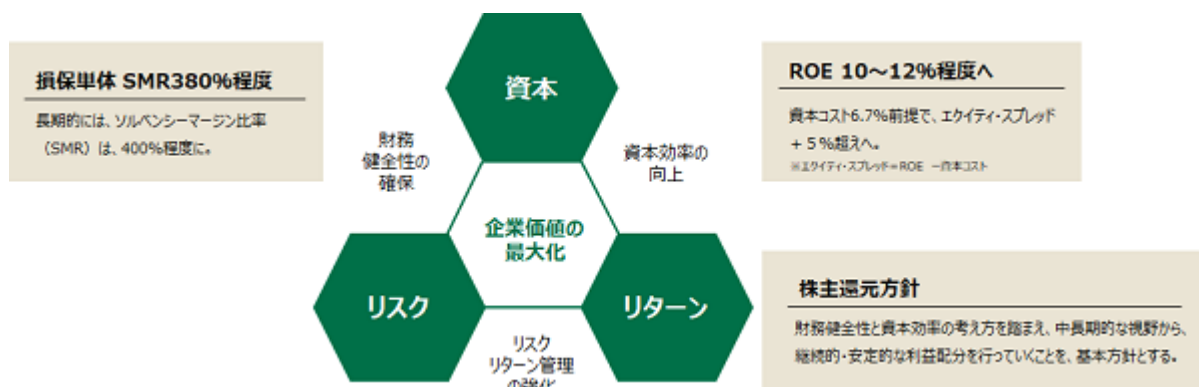 損保単体 SMR380%程度
長期的には、ソルベンシーマージン比率
（SMR）は、400%程度に。
資本
財務
健全性の
確保
資本効率の
向上
ROE 10～12%程度へ
資本コスト6.7%前提で、エクイティ・スプレッド
+5%超えへ。
※エクイティ・スプレッド=ROE －資本コスト
企業価値の
最大化
リスク
リターン
リスク
リターン管理
の強化
株主還元方針
財務健全性と資本効率の考え方を踏まえ、中長期的な視野から、
継続的・安定的な利益配分を行っていくことを、基本方針とする。